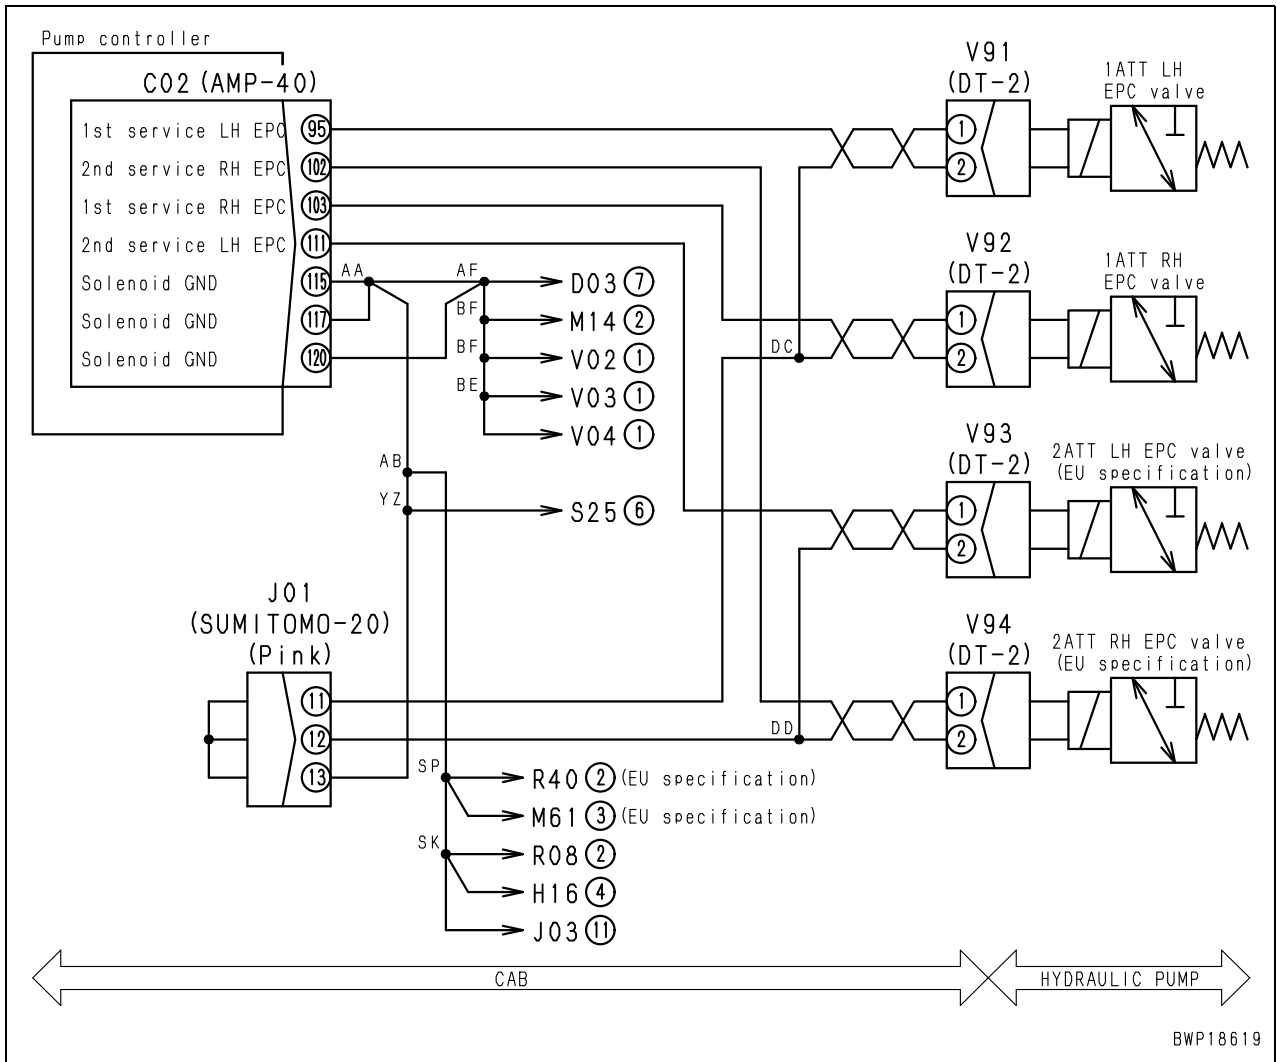 Pump controller
C02 (AMP-40)
1st service LH EPC 95
2nd service RH EPC 102
1st service RH EPC 103
2nd service LH EPC 111
Solenoid GND 115
Solenoid GND 117
Solenoid GND 120
AA
AF
BF
BF
BE
D03 7
M14 2
V02 1
V03 1
V04 1
AB
YZ
S25 6
J01
(SUMITOMO-20)
(Pink)
11
12
13
SP
SK
R40 2 (EU specification)
M61 3 (EU specification)
R08 2
H16 4
J03 11
DC
DD
V91
(DT-2)
1
2
1ATT LH
EPC valve
V92
(DT-2)
1
2
1ATT RH
EPC valve
V93
(DT-2)
1
2
2ATT LH EPC valve
(EU specification)
V94
(DT-2)
1
2
2ATT RH EPC valve
(EU specification)
CAB
HYDRAULIC PUMP
BWP18619